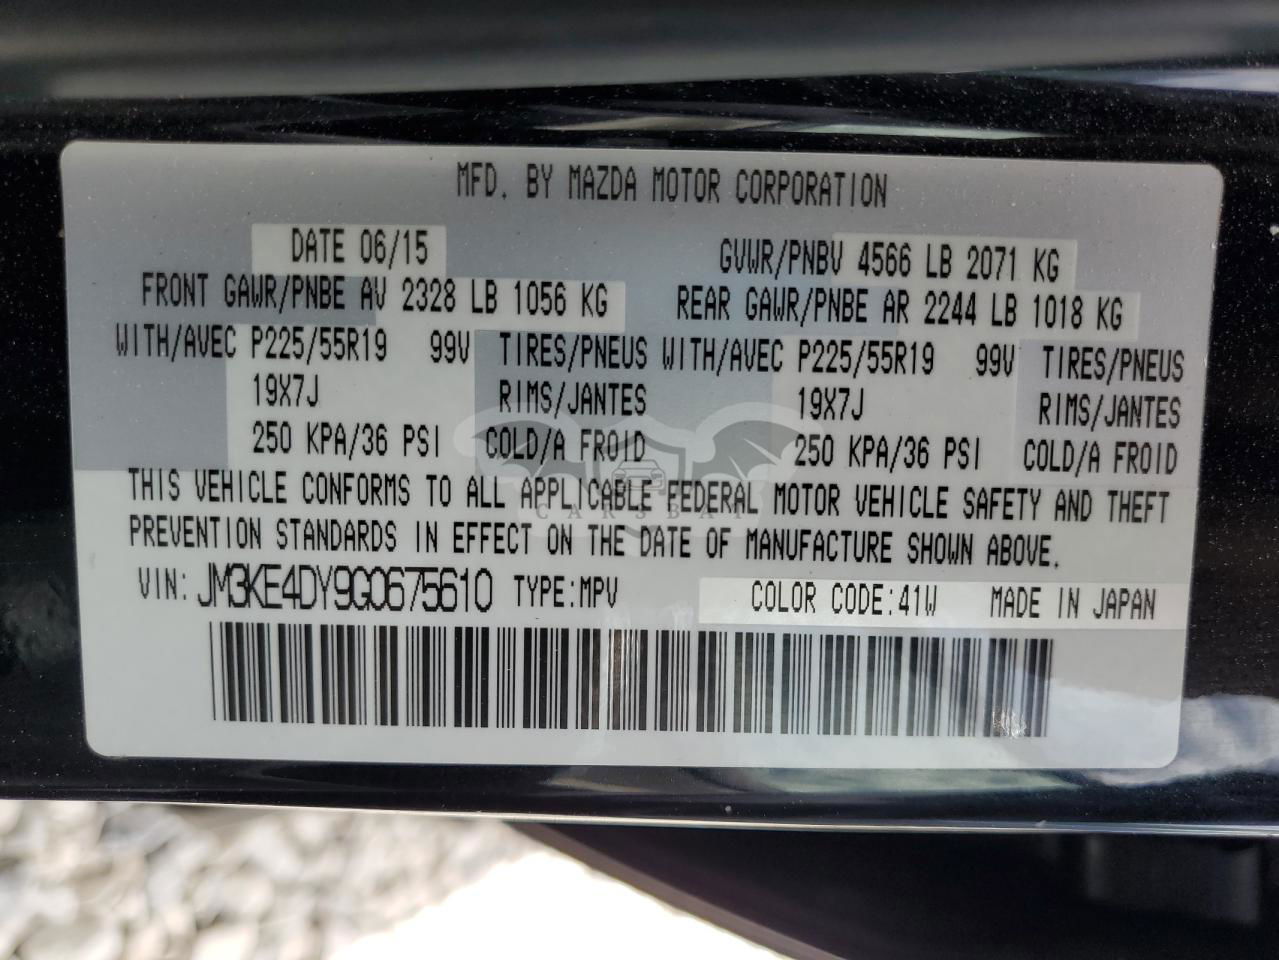 MFD. BY MAZDA MOTOR CORPORATION
DATE 06/15 GVWR/PNBV 4566 LB 2071 KG
FRONT GAWR/PNBE AV 2328 LB 1056 KG REAR GAWR/PNBE AR 2244 LB 1018 KG
WITH/AVEC P225/55R19 99V TIRES/PNEUS WITH/AVEC P225/55R19 99V TIRES/PNEUS
19X7J RIMS/JANTES 19X7J RIMS/JANTES
250 KPA/36 PSI COLD/A FROID 250 KPA/36 PSI COLD/A FROID
THIS VEHICLE CONFORMS TO ALL APPLICABLE FEDERAL MOTOR VEHICLE SAFETY AND THEFT
CARSBAT
PREVENTION STANDARDS IN EFFECT ON THE DATE OF MANUFACTURE SHOWN ABOVE.
VIN: JM3KE4DY9G0675610 TYPE:MPV COLOR CODE:41W MADE IN JAPAN